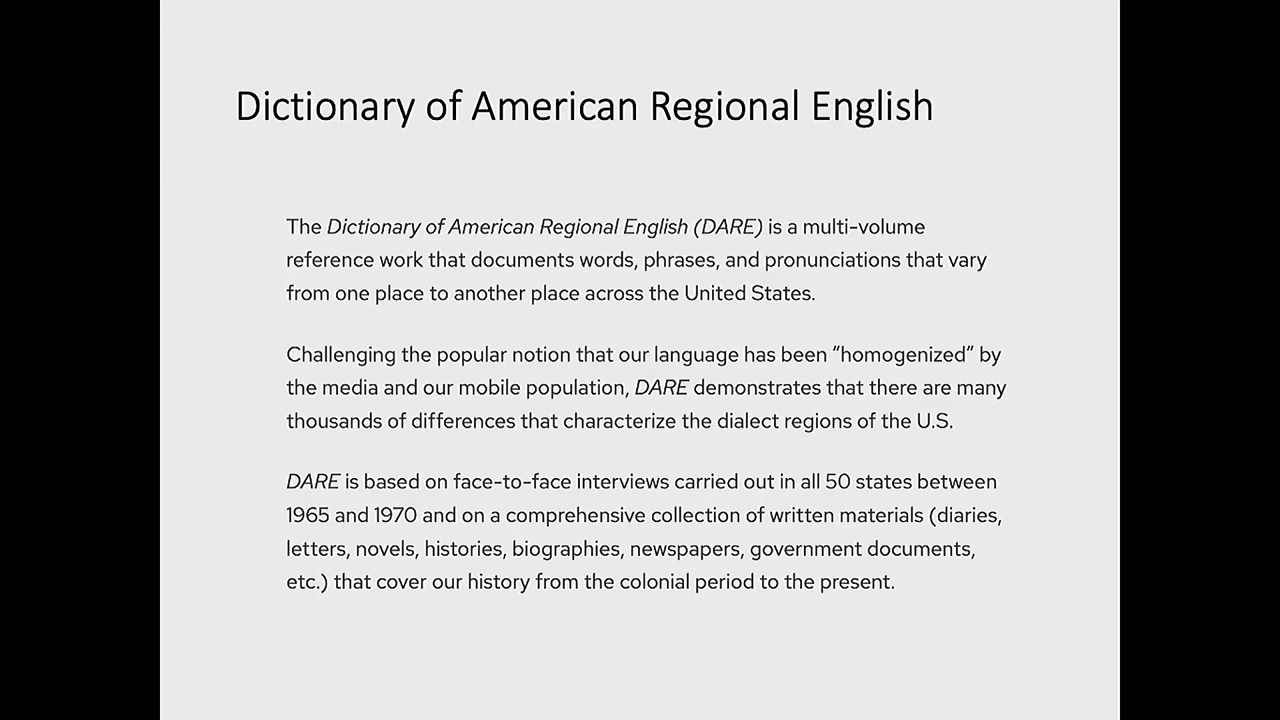 Dictionary of American Regional English
The Dictionary of American Regional English (DARE) is a multi-volume
reference work that documents words, phrases, and pronunciations that vary
from one place to another place across the United States.
Challenging the popular notion that our language has been “homogenized” by
the media and our mobile population, DARE demonstrates that there are many
thousands of differences that characterize the dialect regions of the U.S.
DARE is based on face-to-face interviews carried out in all 50 states between
1965 and 1970 and on a comprehensive collection of written materials (diaries,
letters, novels, histories, biographies, newspapers, government documents,
etc.) that cover our history from the colonial period to the present.